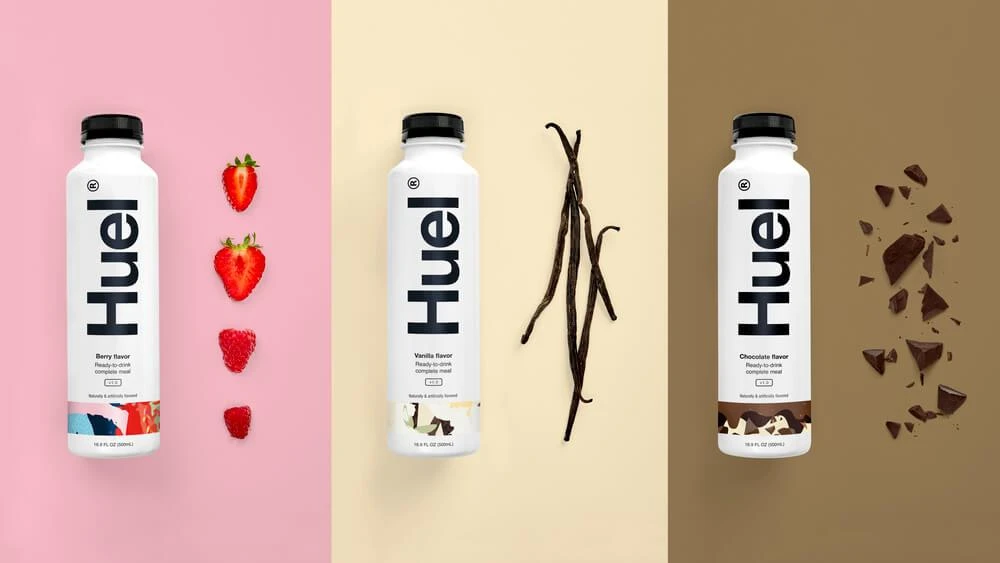 Huel®
Berry flavor
Ready-to-drink
complete meal
v1.0
Naturally & artificially flavored
16.9 FL OZ (500mL)
Huel®
Vanilla flavor
Ready-to-drink
complete meal
v1.0
Naturally & artificially flavored
16.9 FL OZ (500mL)
Huel®
Chocolate flavor
Ready-to-drink
complete meal
v1.0
Naturally & artificially flavored
16.9 FL OZ (500mL)